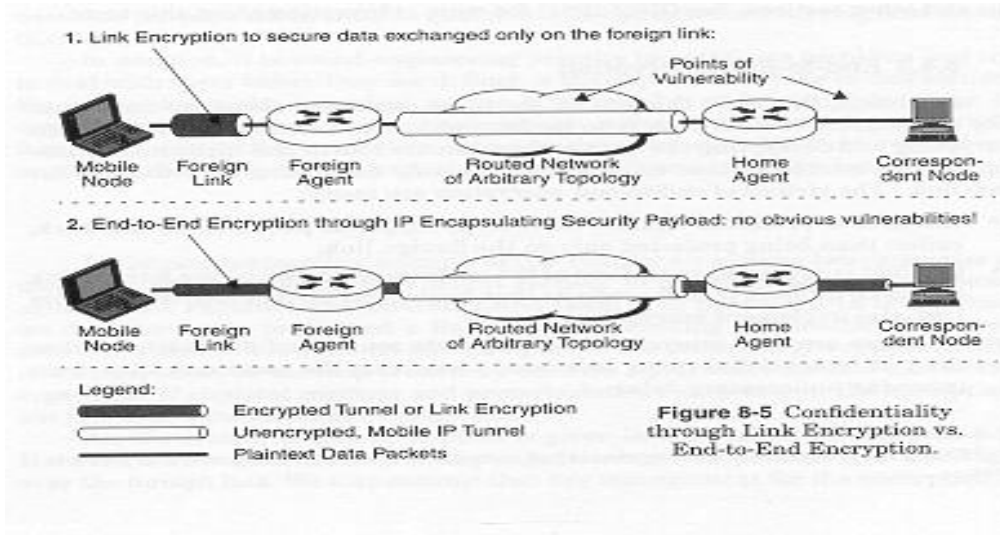 1. Link Encryption to secure data exchanged only on the foreign link:
Points of
Vulnerability
Mobile
Node
Foreign
Link
Foreign
Agent
Routed Network
of Arbitrary Topology
Home
Agent
Correspon-
dent Node
2. End-to-End Encryption through IP Encapsulating Security Payload: no obvious vulnerabilities!
Mobile
Node
Foreign
Link
Foreign
Agent
Routed Network
of Arbitrary Topology
Home
Agent
Correspon-
dent Node
Legend:
Encrypted Tunnel or Link Encryption
Unencrypted, Mobile IP Tunnel
Plaintext Data Packets
Figure 8-5 Confidentiality
through Link Encryption vs.
End-to-End Encryption.